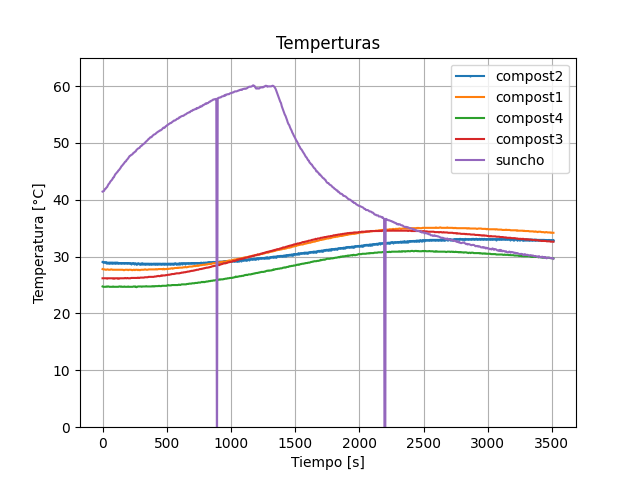 Temperturas
Temperatura [°C]
60
50
40
30
20
10
0
compost2
compost1
compost4
compost3
suncho
0 500 1000 1500 2000 2500 3000 3500
Tiempo [s]